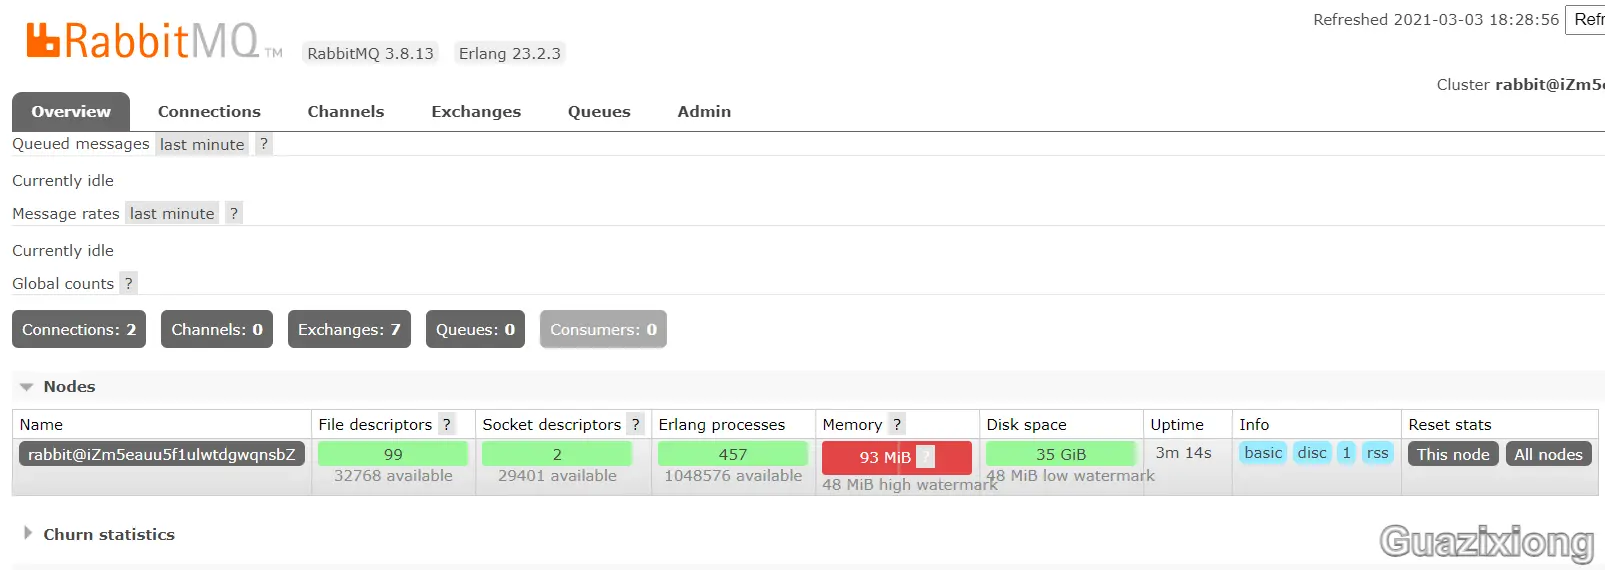 Refreshed 2021-03-03 18:28:56 Refr
RabbitMQ TM RabbitMQ 3.8.13 Erlang 23.2.3
Cluster rabbit@iZm5e
Overview Connections Channels Exchanges Queues Admin
Queued messages last minute ?
Currently idle
Message rates last minute ?
Currently idle
Global counts ?
Connections: 2 Channels: 0 Exchanges: 7 Queues: 0 Consumers: 0
Nodes
Name File descriptors ? Socket descriptors ? Erlang processes Memory ? Disk space Uptime Info Reset stats
rabbit@iZm5eauu5f1ulwtdgwqnsbZ 99 2 457 93 MiB ? 35 GiB 3m 14s basic disc 1 rss This node All nodes
32768 available 29401 available 1048576 available 48 MiB high watermark 48 MiB low watermark
Churn statistics
Guazixiong